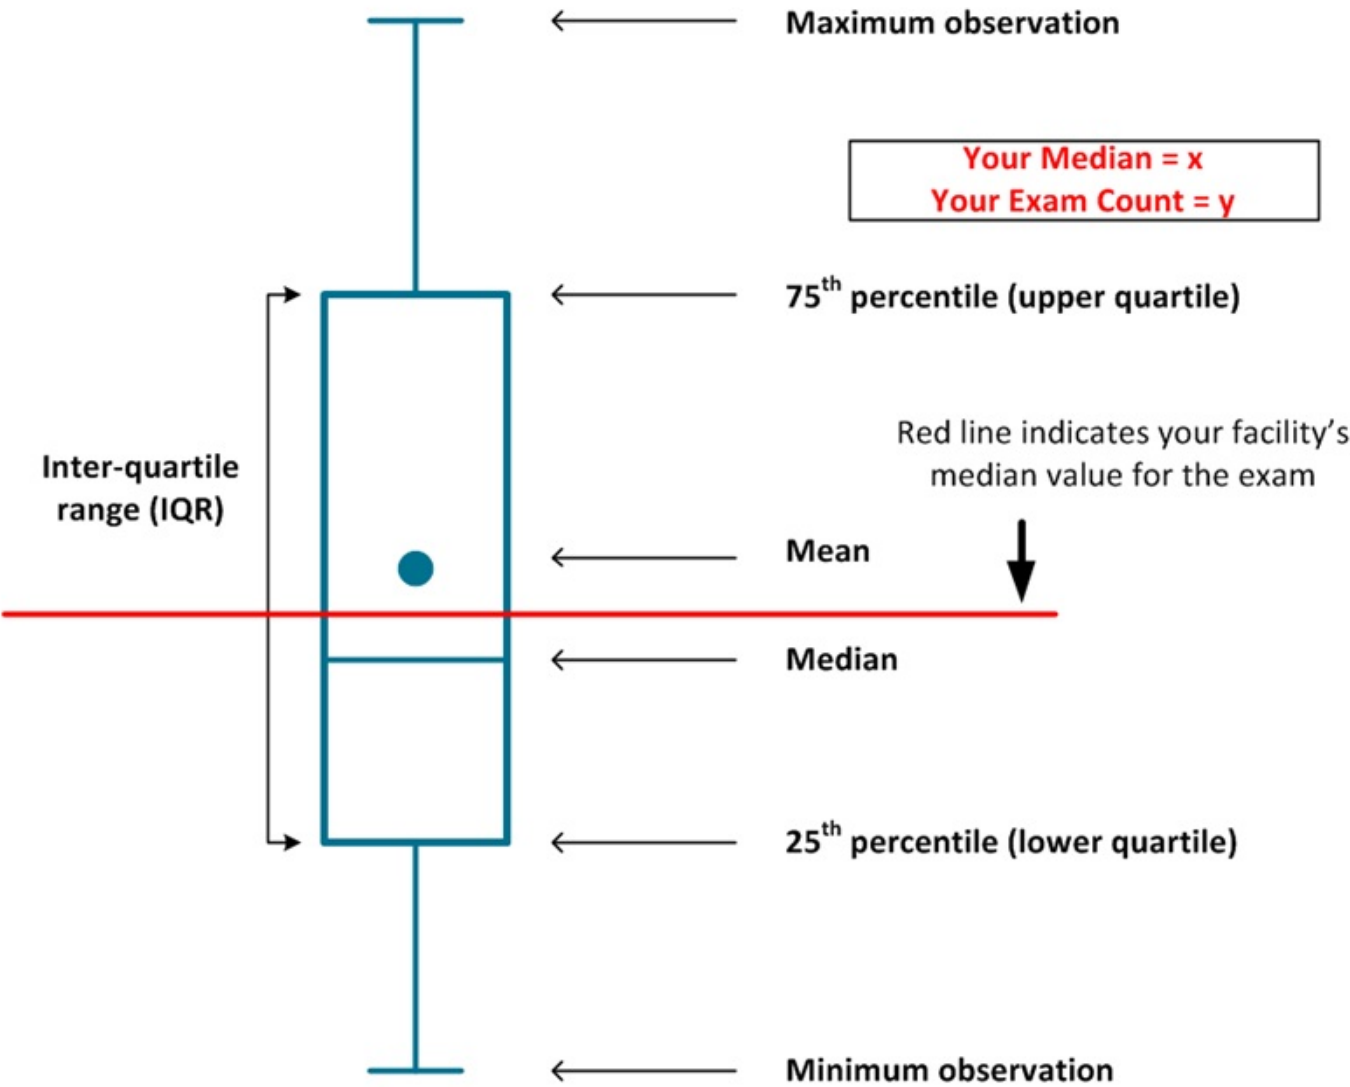 Maximum observation
Your Median = x
Your Exam Count = y
75th percentile (upper quartile)
Red line indicates your facility’s
median value for the exam
Inter-quartile
range (IQR)
Mean
Median
25th percentile (lower quartile)
Minimum observation